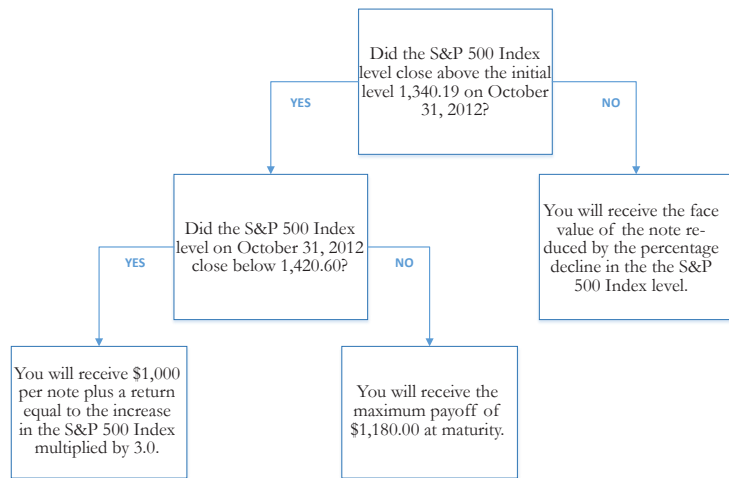 Did the S&P 500 Index
level close above the initial
level 1,340.19 on October
31, 2012?
YES
NO
Did the S&P 500 Index
level on October 31, 2012
close below 1,420.60?
You will receive the face
value of the note re-
duced by the percentage
decline in the the S&P
500 Index level.
YES
NO
You will receive $1,000
per note plus a return
equal to the increase
in the S&P 500 Index
multiplied by 3.0.
You will receive the
maximum payoff of
$1,180.00 at maturity.